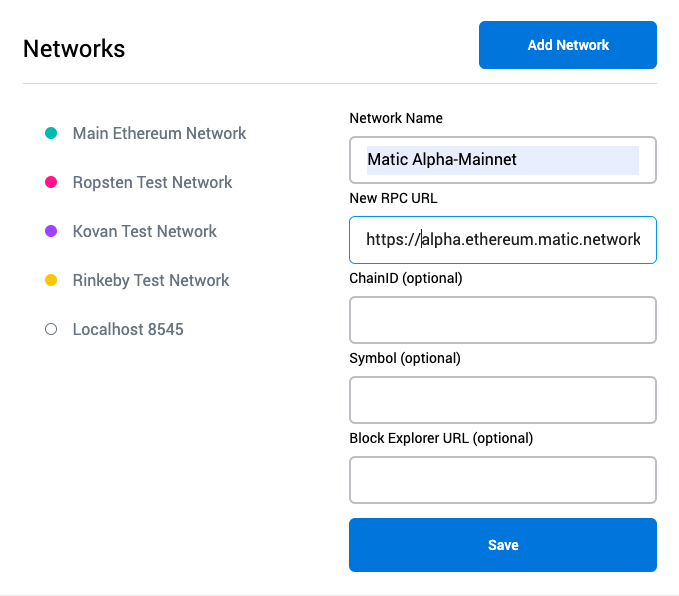 Networks
Add Network
Main Ethereum Network
Ropsten Test Network
Kovan Test Network
Rinkeby Test Network
Localhost 8545
Network Name
Matic Alpha-Mainnet
New RPC URL
https://alpha.ethereum.matic.network
ChainID (optional)
Symbol (optional)
Block Explorer URL (optional)
Save